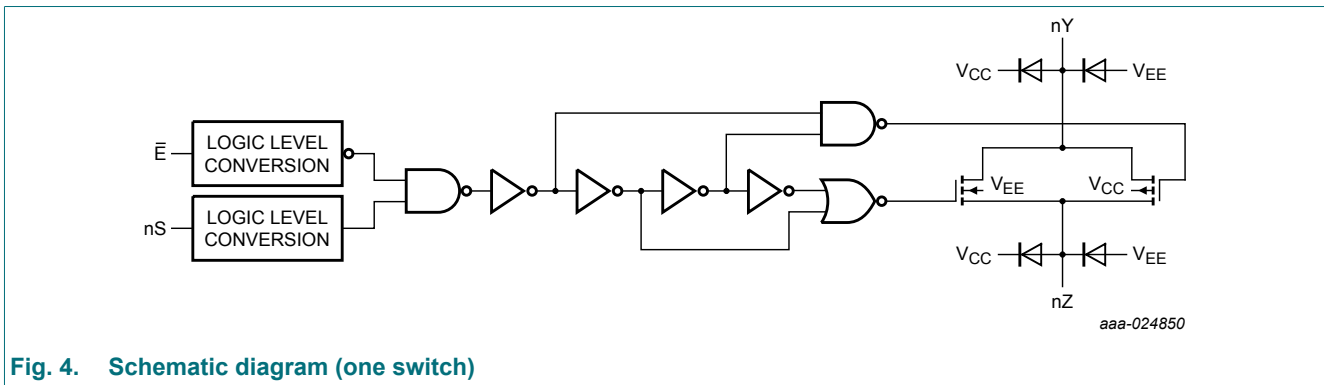 nY
VCC
VEE
LOGIC LEVEL
CONVERSION
E̅
LOGIC LEVEL
CONVERSION
nS
VEE
VCC
VCC
VEE
nZ
aaa-024850
Fig. 4. Schematic diagram (one switch)